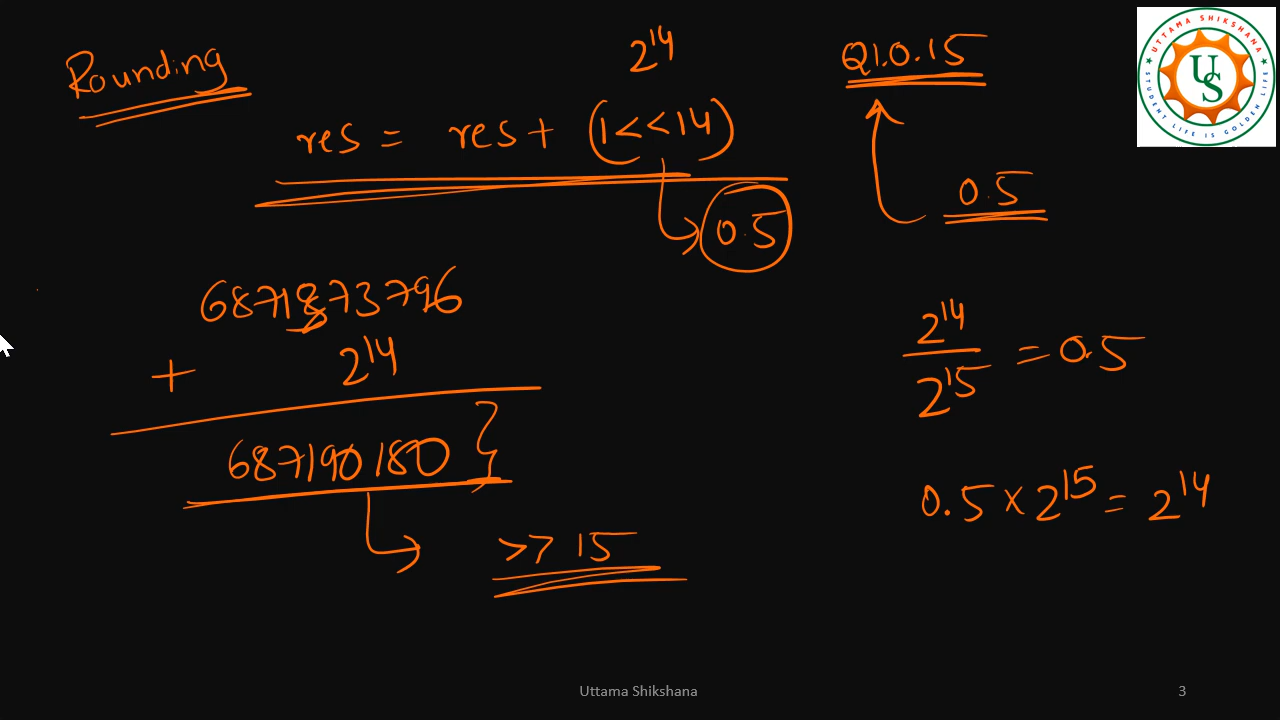 Rounding
2^14
Q1.0.15
res = res + (1<<14)
0.5
0.5
6871873796
+ 2^14
687190180
>> 15
2^14 / 2^15 = 0.5
0.5 × 2^15 = 2^14
UTTAMA SHIKSHANA
US
STUDENT LIFE IS GOLDEN LIFE
Uttama Shikshana
3